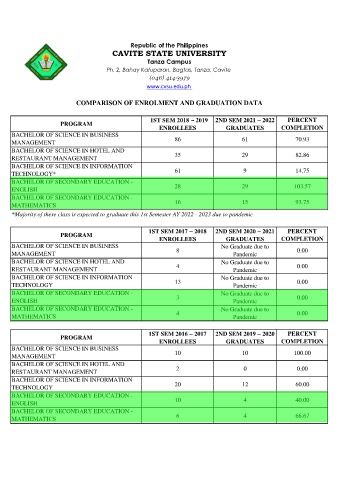 Republic of the Philippines
CAVITE STATE UNIVERSITY
Tanza Campus
Ph. 2, Bahay Katuparan, Bagtas, Tanza, Cavite
(046) 414-3979
www.cvsu.edu.ph
COMPARISON OF ENROLMENT AND GRADUATION DATA
PROGRAM 1ST SEM 2018 – 2019 ENROLLEES 2ND SEM 2021 – 2022 GRADUATES PERCENT COMPLETION
BACHELOR OF SCIENCE IN BUSINESS MANAGEMENT 86 61 70.93
BACHELOR OF SCIENCE IN HOTEL AND RESTAURANT MANAGEMENT 35 29 82.86
BACHELOR OF SCIENCE IN INFORMATION TECHNOLOGY* 61 9 14.75
BACHELOR OF SECONDARY EDUCATION - ENGLISH 28 29 103.57
BACHELOR OF SECONDARY EDUCATION - MATHEMATICS 16 15 93.75
*Majority of there class is expected to graduate this 1st Semester AY 2022 - 2023 due to pandemic
PROGRAM 1ST SEM 2017 – 2018 ENROLLEES 2ND SEM 2020 – 2021 GRADUATES PERCENT COMPLETION
BACHELOR OF SCIENCE IN BUSINESS MANAGEMENT 8 No Graduate due to Pandemic 0.00
BACHELOR OF SCIENCE IN HOTEL AND RESTAURANT MANAGEMENT 4 No Graduate due to Pandemic 0.00
BACHELOR OF SCIENCE IN INFORMATION TECHNOLOGY 13 No Graduate due to Pandemic 0.00
BACHELOR OF SECONDARY EDUCATION - ENGLISH 3 No Graduate due to Pandemic 0.00
BACHELOR OF SECONDARY EDUCATION - MATHEMATICS 4 No Graduate due to Pandemic 0.00
PROGRAM 1ST SEM 2016 – 2017 ENROLLEES 2ND SEM 2019 – 2020 GRADUATES PERCENT COMPLETION
BACHELOR OF SCIENCE IN BUSINESS MANAGEMENT 10 10 100.00
BACHELOR OF SCIENCE IN HOTEL AND RESTAURANT MANAGEMENT 2 0 0.00
BACHELOR OF SCIENCE IN INFORMATION TECHNOLOGY 20 12 60.00
BACHELOR OF SECONDARY EDUCATION - ENGLISH 10 4 40.00
BACHELOR OF SECONDARY EDUCATION - MATHEMATICS 6 4 66.67